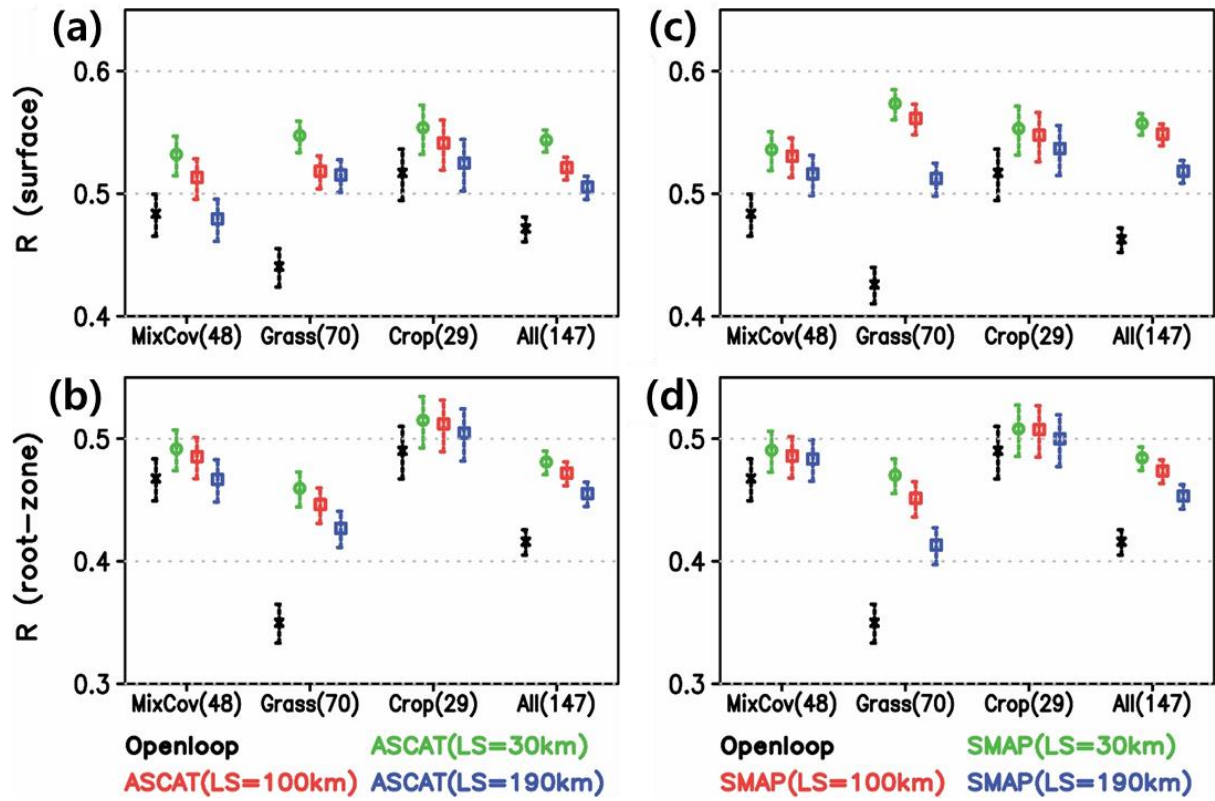 (a)
R (surface)
0.6
0.5
0.4
MixCov(48) Grass(70) Crop(29) All(147)
(c)
0.6
0.5
0.4
MixCov(48) Grass(70) Crop(29) All(147)
(b)
R (root-zone)
0.5
0.4
0.3
MixCov(48) Grass(70) Crop(29) All(147)
Openloop ASCAT(LS=30km)
ASCAT(LS=100km) ASCAT(LS=190km)
(d)
0.5
0.4
0.3
MixCov(48) Grass(70) Crop(29) All(147)
Openloop SMAP(LS=30km)
SMAP(LS=100km) SMAP(LS=190km)